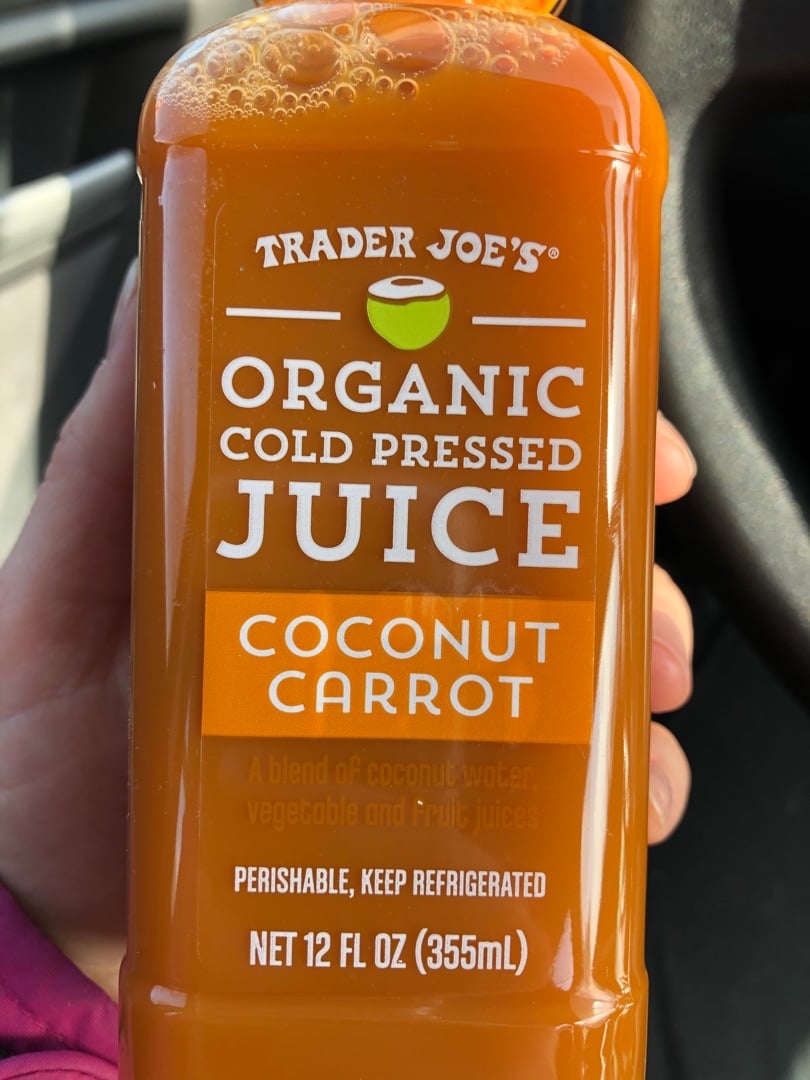 TRADER JOE'S®
ORGANIC
COLD PRESSED
JUICE
COCONUT
CARROT
A blend of coconut water,
vegetable and fruit juices
PERISHABLE, KEEP REFRIGERATED
NET 12 FL OZ (355mL)